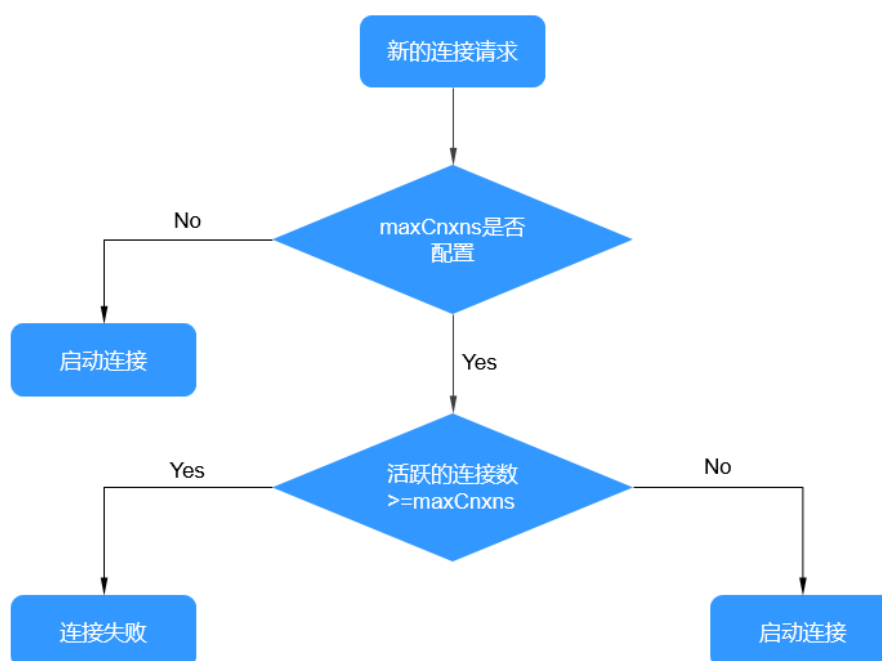 新的连接请求
No
maxCnxns是否
配置
启动连接
Yes
Yes
活跃的连接数
>=maxCnxns
No
连接失败
启动连接